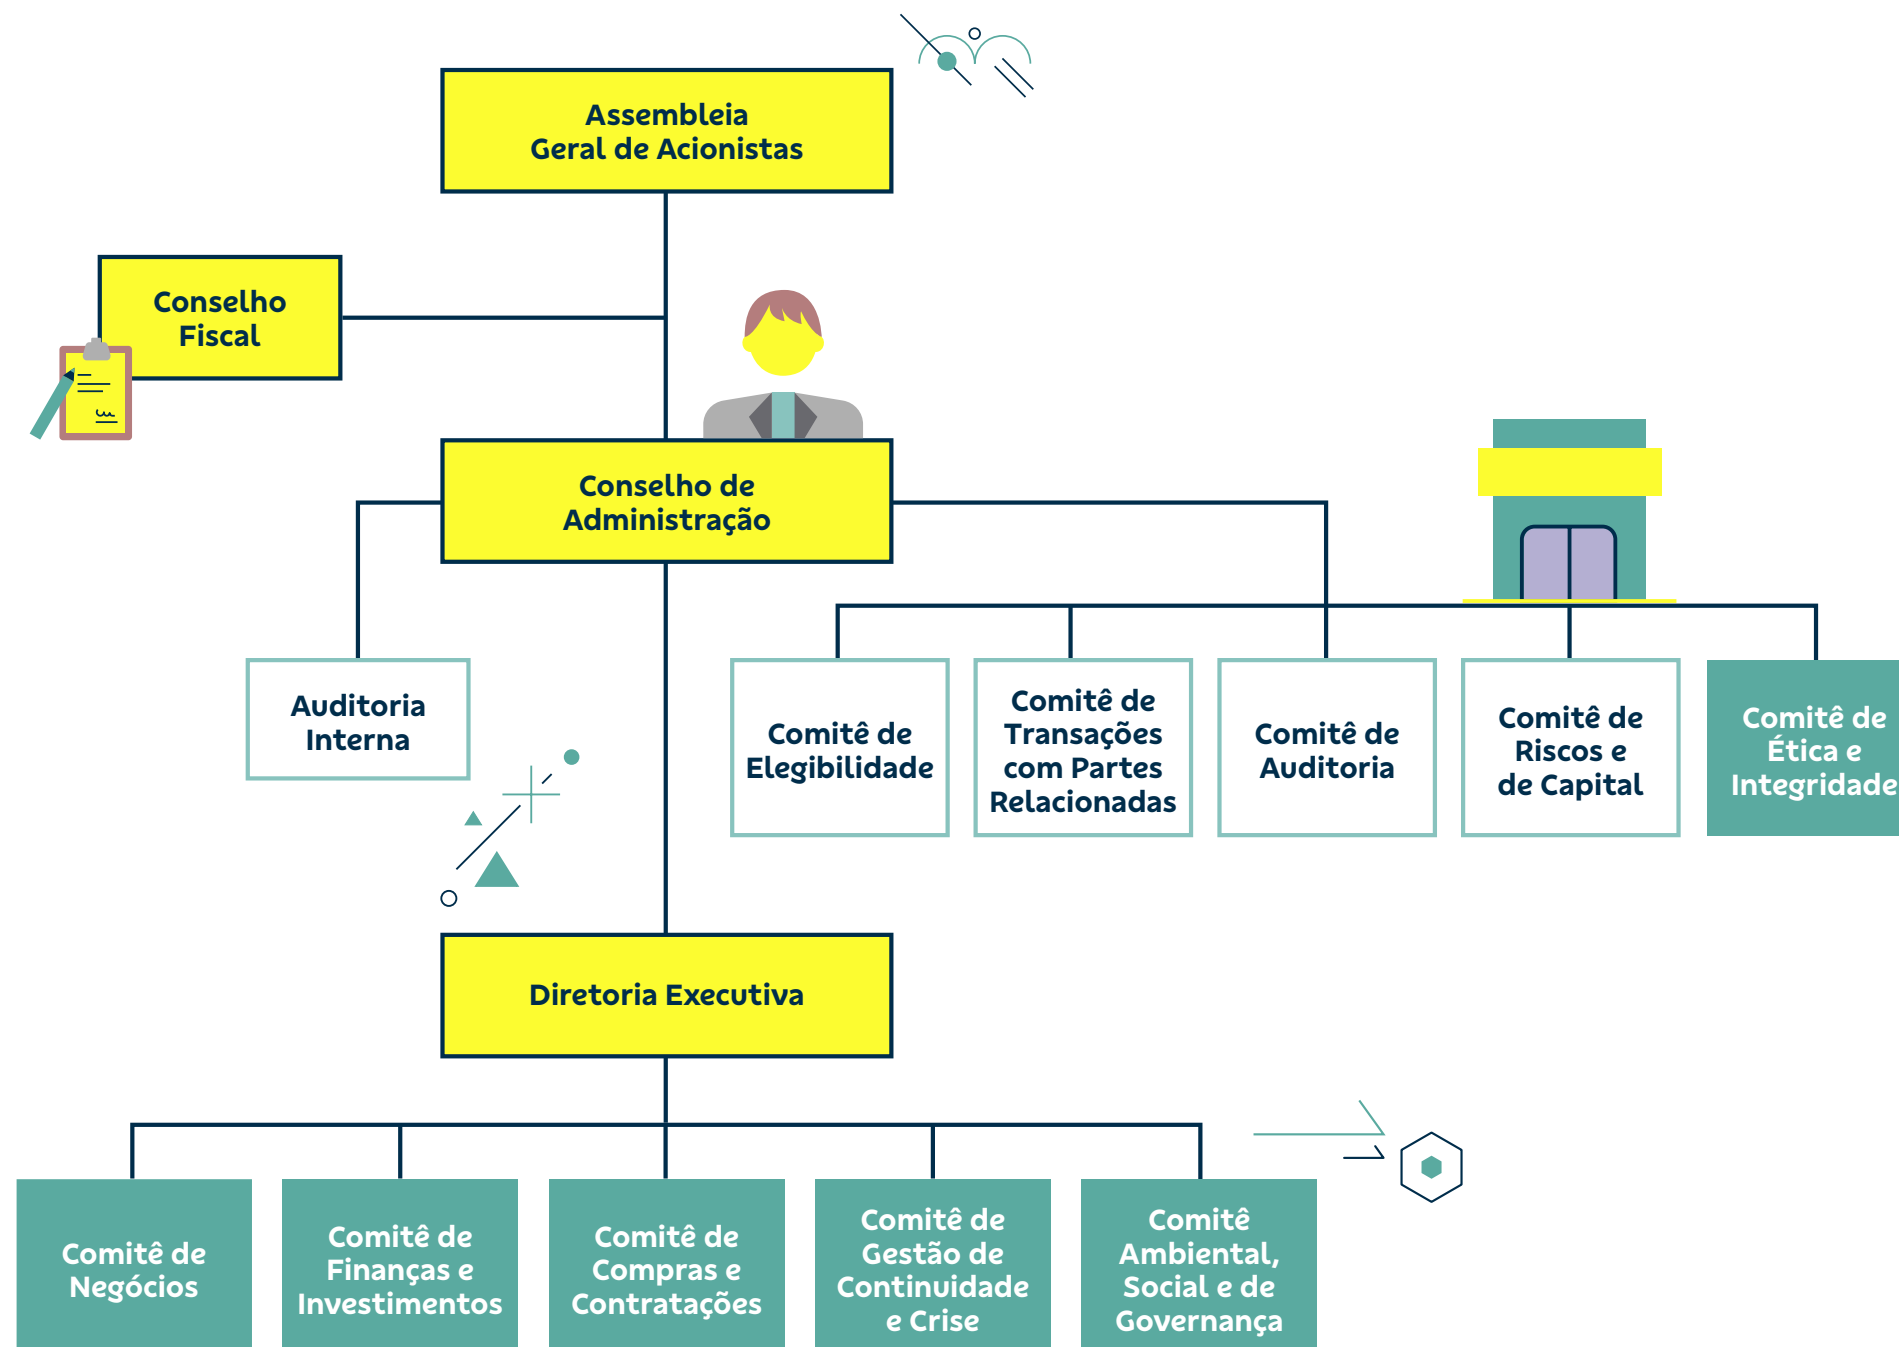 Assembleia
Geral de Acionistas
Conselho
Fiscal
Conselho de
Administração
Auditoria
Interna
Comitê de
Elegibilidade
Comitê de
Transações
com Partes
Relacionadas
Comitê de
Auditoria
Comitê de
Riscos e
de Capital
Comitê de
Ética e
Integridade
Diretoria Executiva
Comitê de
Negócios
Comitê de
Finanças e
Investimentos
Comitê de
Compras e
Contratações
Comitê de
Gestão de
Continuidade
e Crise
Comitê
Ambiental,
Social e de
Governança